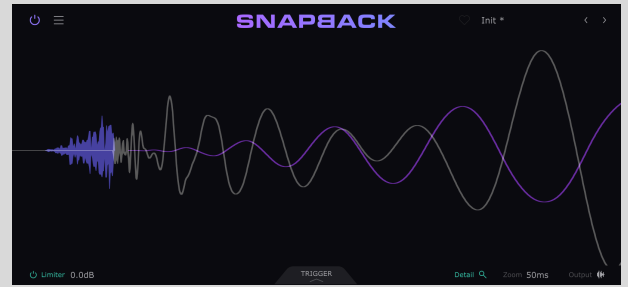 SNAPBACK
Init *
TRIGGER
Limiter 0.0dB
Detail Zoom 50ms Output